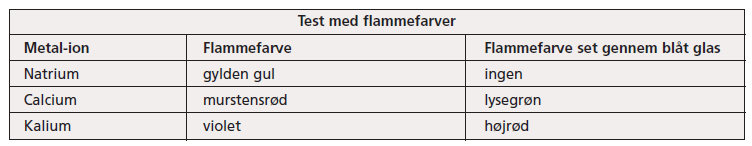 Test med flammefarver
Metal-ion Flammefarve Flammefarve set gennem blåt glas
Natrium gylden gul ingen
Calcium murstensrød lysegrøn
Kalium violet højrød